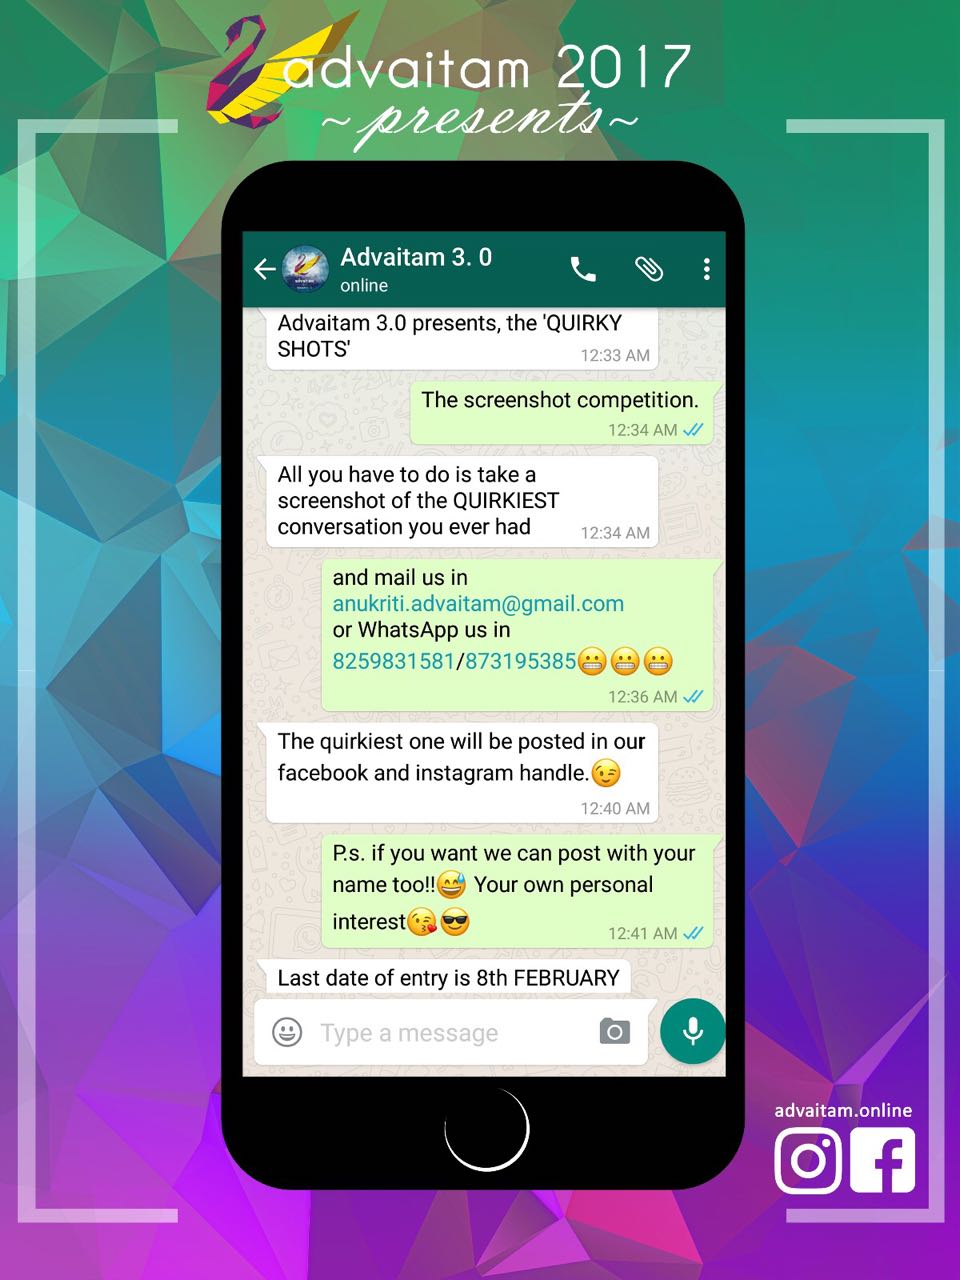 advaitam 2017
~presents~
Advaitam 3. 0
online
Advaitam 3.0 presents, the 'QUIRKY
SHOTS'
12:33 AM
The screenshot competition.
12:34 AM
All you have to do is take a
screenshot of the QUIRKIEST
conversation you ever had
12:34 AM
and mail us in
anukriti.advaitam@gmail.com
or WhatsApp us in
8259831581/873195385😬😬😬
12:36 AM
The quirkiest one will be posted in our
facebook and instagram handle.😉
12:40 AM
P.s. if you want we can post with your
name too!!😅 Your own personal
interest😘😎
12:41 AM
Last date of entry is 8th FEBRUARY
Type a message
advaitam.online